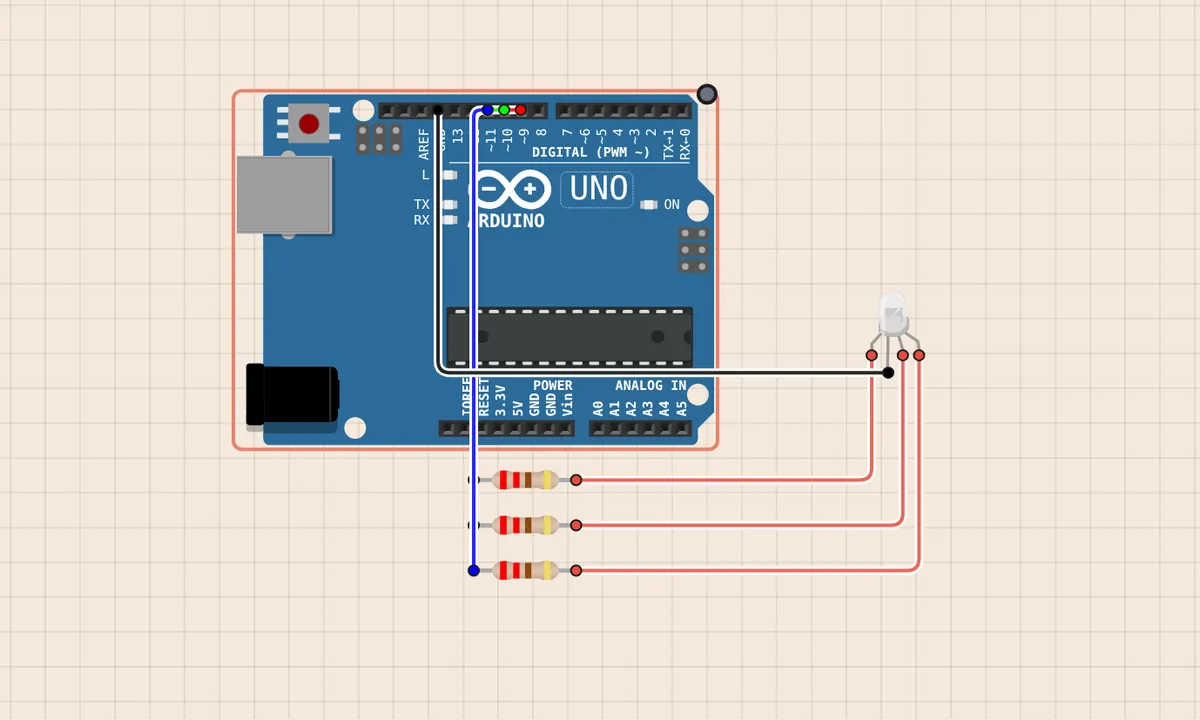 AREF
GND
13
~11
~10
~9
8
7
~6
~5
4
~3
2
TX→1
RX←0
DIGITAL (PWM ~)
L
TX
RX
UNO
ON
ARDUINO
POWER
ANALOG IN
IOREF
RESET
3.3V
5V
GND
GND
Vin
A0
A1
A2
A3
A4
A5